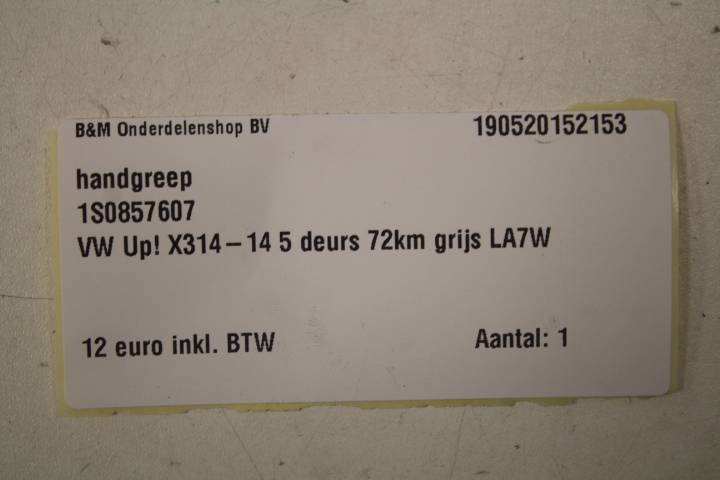 B&M Onderdelenshop BV 190520152153
handgreep
1S0857607
VW Up! X314-14 5 deurs 72km grijs LA7W
12 euro inkl. BTW Aantal: 1